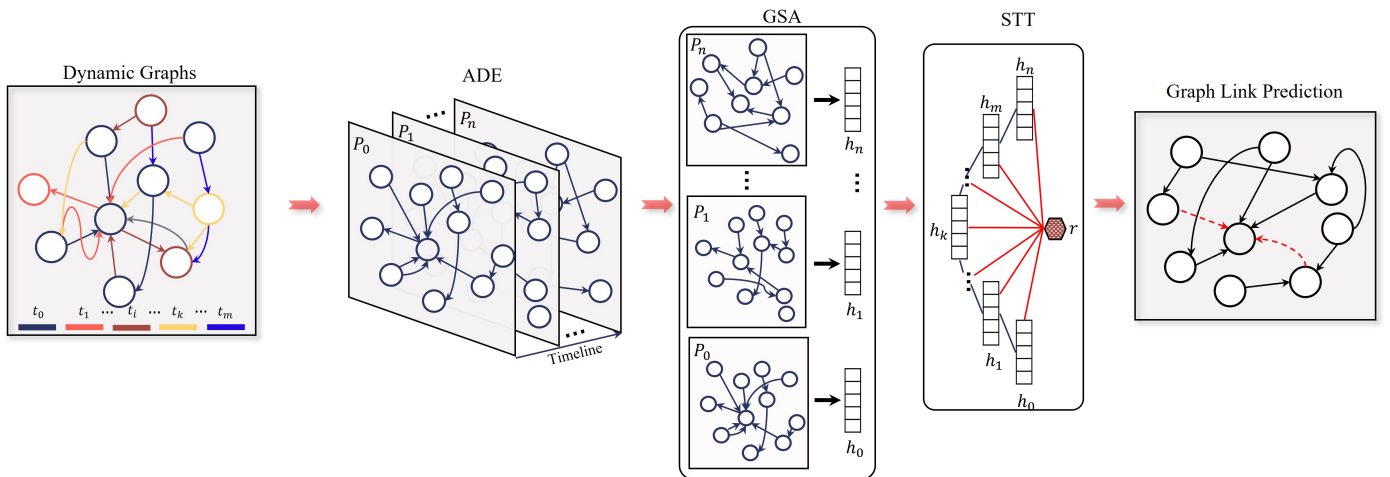 Dynamic Graphs
t₀ t₁ ... tᵢ ... tₖ ... tₘ
ADE
P₀
P₁
...
Pₙ
...
Timeline
GSA
Pₙ
hₙ
...
...
P₁
h₁
P₀
h₀
STT
hₙ
hₘ
...
hₖ
r
...
h₁
h₀
Graph Link Prediction